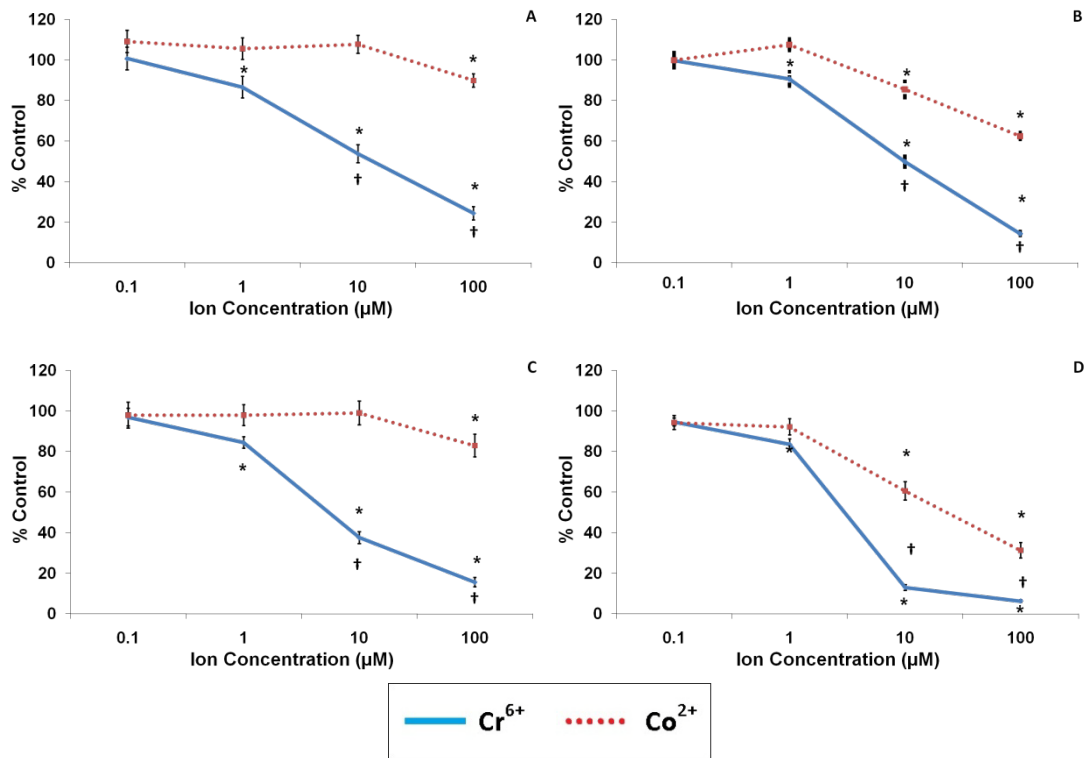 A
120
100
80
60
40
20
0
% Control
* * * * †
* †
0.1 1 10 100
Ion Concentration (µM)
B
120
100
80
60
40
20
0
% Control
* * * * †
* †
0.1 1 10 100
Ion Concentration (µM)
C
120
100
80
60
40
20
0
% Control
* * * †
* †
0.1 1 10 100
Ion Concentration (µM)
D
120
100
80
60
40
20
0
% Control
* * * † *
† *
0.1 1 10 100
Ion Concentration (µM)
Cr⁶⁺ Co²⁺